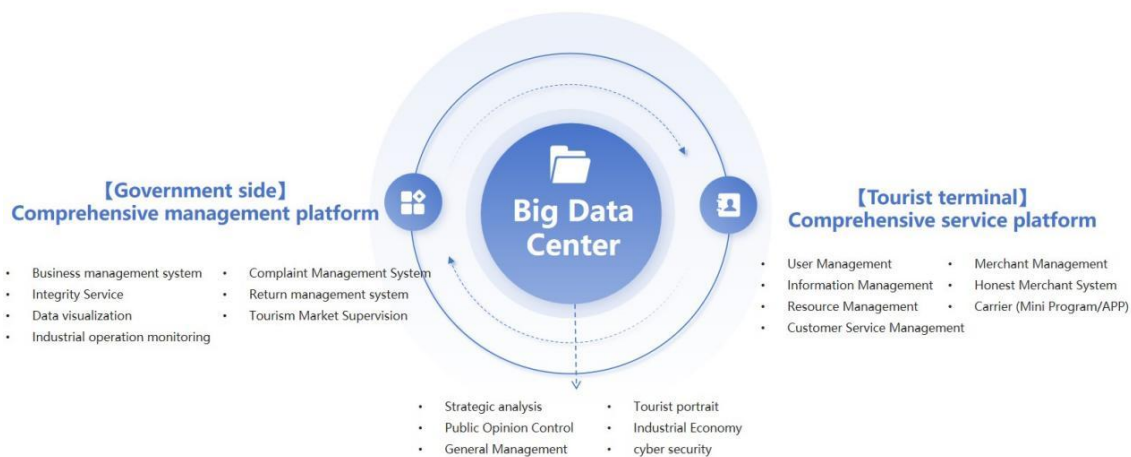 【Government side】
Comprehensive management platform
• Business management system
• Integrity Service
• Data visualization
• Industrial operation monitoring
• Complaint Management System
• Return management system
• Tourism Market Supervision
Big Data
Center
【Tourist terminal】
Comprehensive service platform
• User Management
• Information Management
• Resource Management
• Customer Service Management
• Merchant Management
• Honest Merchant System
• Carrier (Mini Program/APP)
• Strategic analysis
• Public Opinion Control
• General Management
• Tourist portrait
• Industrial Economy
• cyber security